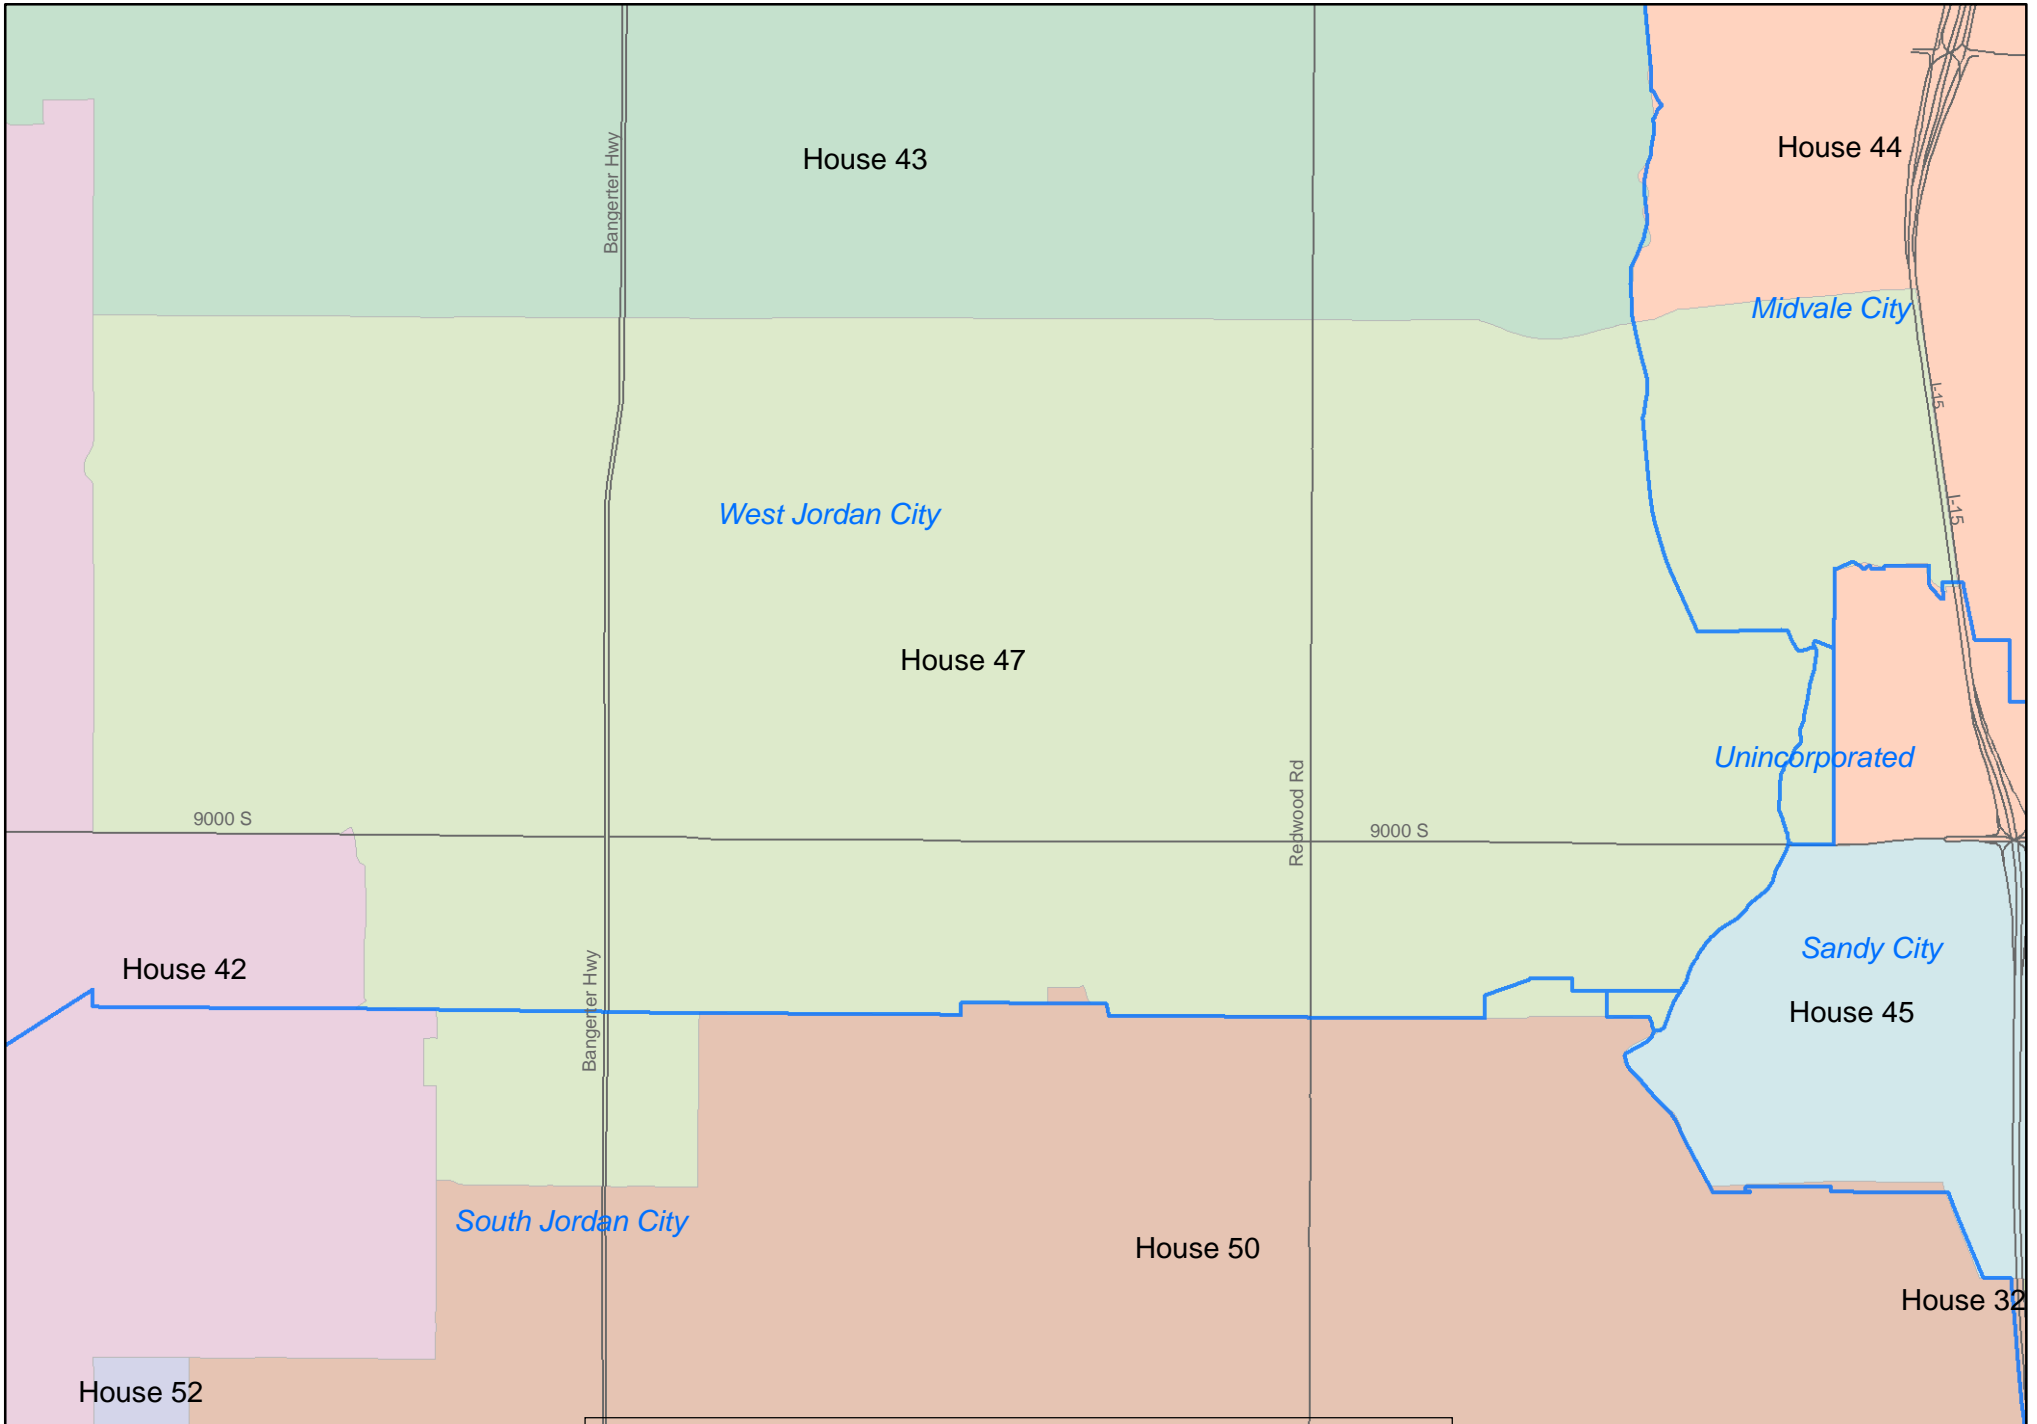 House 44
House 43
Bangerter Hwy
Midvale City
I-15
I-15
West Jordan City
House 47
Unincorporated
Redwood Rd
9000 S
9000 S
Sandy City
House 42
House 45
Bangerter Hwy
South Jordan City
House 50
House 32
House 52